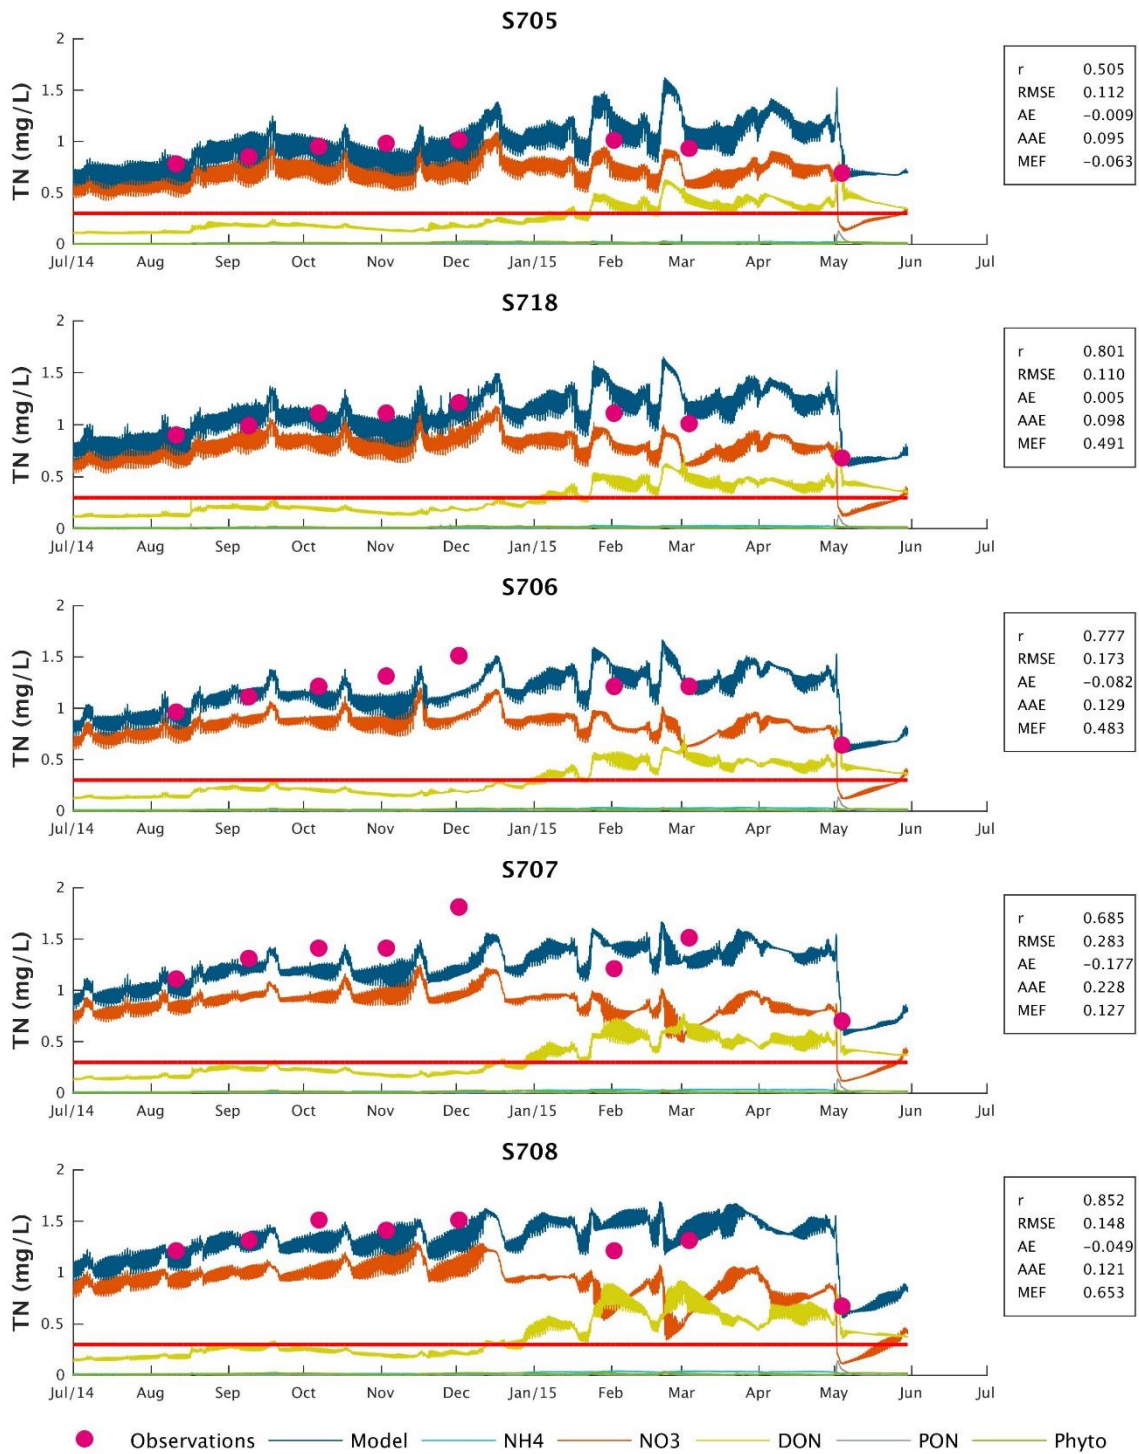 S705
TN (mg/L)
2
1.5
1
0.5
0
Jul/14 Aug Sep Oct Nov Dec Jan/15 Feb Mar Apr May Jun Jul
r 0.505
RMSE 0.112
AE −0.009
AAE 0.095
MEF −0.063
S718
TN (mg/L)
2
1.5
1
0.5
0
Jul/14 Aug Sep Oct Nov Dec Jan/15 Feb Mar Apr May Jun Jul
r 0.801
RMSE 0.110
AE 0.005
AAE 0.098
MEF 0.491
S706
TN (mg/L)
2
1.5
1
0.5
0
Jul/14 Aug Sep Oct Nov Dec Jan/15 Feb Mar Apr May Jun Jul
r 0.777
RMSE 0.173
AE −0.082
AAE 0.129
MEF 0.483
S707
TN (mg/L)
2
1.5
1
0.5
0
Jul/14 Aug Sep Oct Nov Dec Jan/15 Feb Mar Apr May Jun Jul
r 0.685
RMSE 0.283
AE −0.177
AAE 0.228
MEF 0.127
S708
TN (mg/L)
2
1.5
1
0.5
0
Jul/14 Aug Sep Oct Nov Dec Jan/15 Feb Mar Apr May Jun Jul
r 0.852
RMSE 0.148
AE −0.049
AAE 0.121
MEF 0.653
Observations Model NH4 NO3 DON PON Phyto